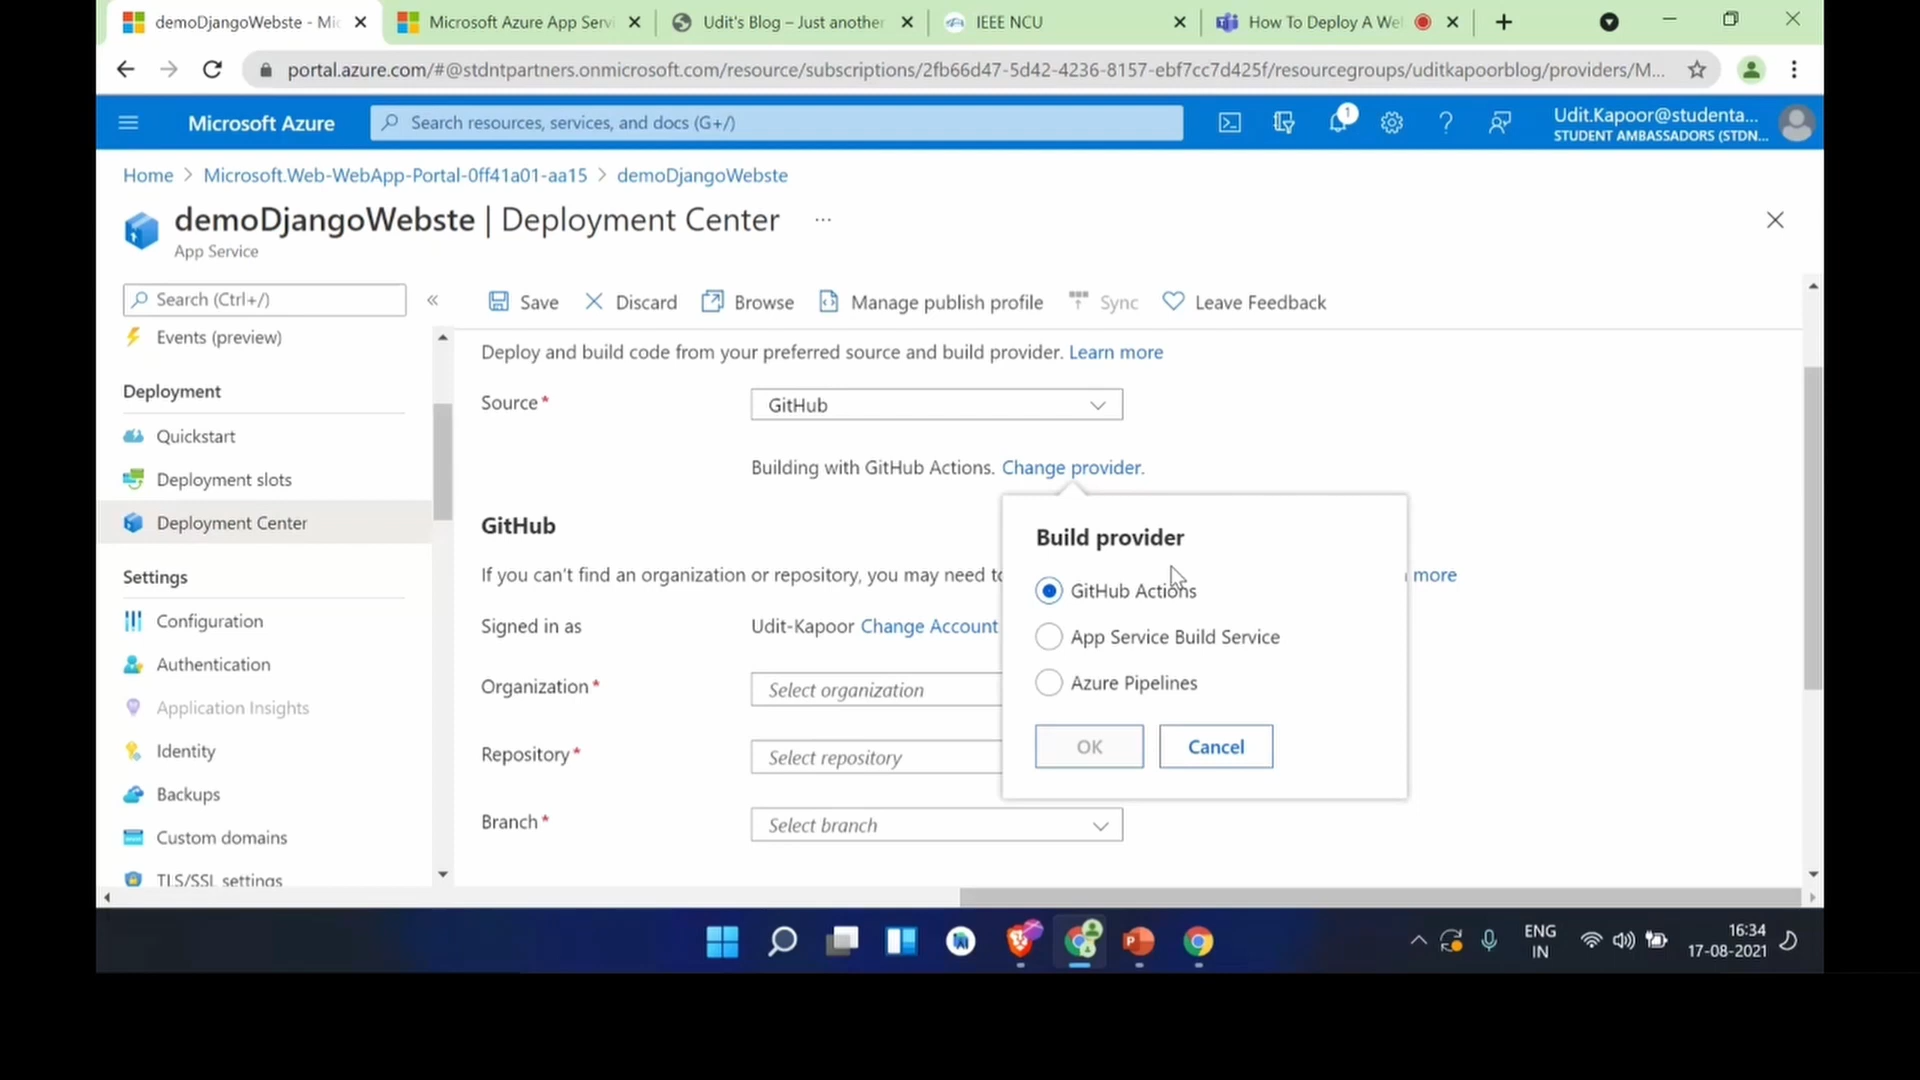 demoDjangoWebste - Mic
Microsoft Azure App Servi
Udit's Blog – Just another
IEEE NCU
How To Deploy A We
portal.azure.com/#@stdntpartners.onmicrosoft.com/resource/subscriptions/2fb66d47-5d42-4236-8157-ebf7cc7d425f/resourcegroups/uditkapoorblog/providers/M...
Microsoft Azure
Search resources, services, and docs (G+/)
1
Udit.Kapoor@studenta...
STUDENT AMBASSADORS (STDN...
Home > Microsoft.Web-WebApp-Portal-0ff41a01-aa15 > demoDjangoWebste
demoDjangoWebste | Deployment Center ...
App Service
Search (Ctrl+/)
«
Save
Discard
Browse
Manage publish profile
Sync
Leave Feedback
Events (preview)
Deployment
Quickstart
Deployment slots
Deployment Center
Settings
Configuration
Authentication
Application Insights
Identity
Backups
Custom domains
TLS/SSL settings
Deploy and build code from your preferred source and build provider. Learn more
Source*
GitHub
Building with GitHub Actions. Change provider.
GitHub
If you can't find an organization or repository, you may need to
more
Signed in as
Udit-Kapoor Change Account
Organization*
Select organization
Repository*
Select repository
Branch*
Select branch
Build provider
GitHub Actions
App Service Build Service
Azure Pipelines
OK
Cancel
ENG
IN
16:34
17-08-2021